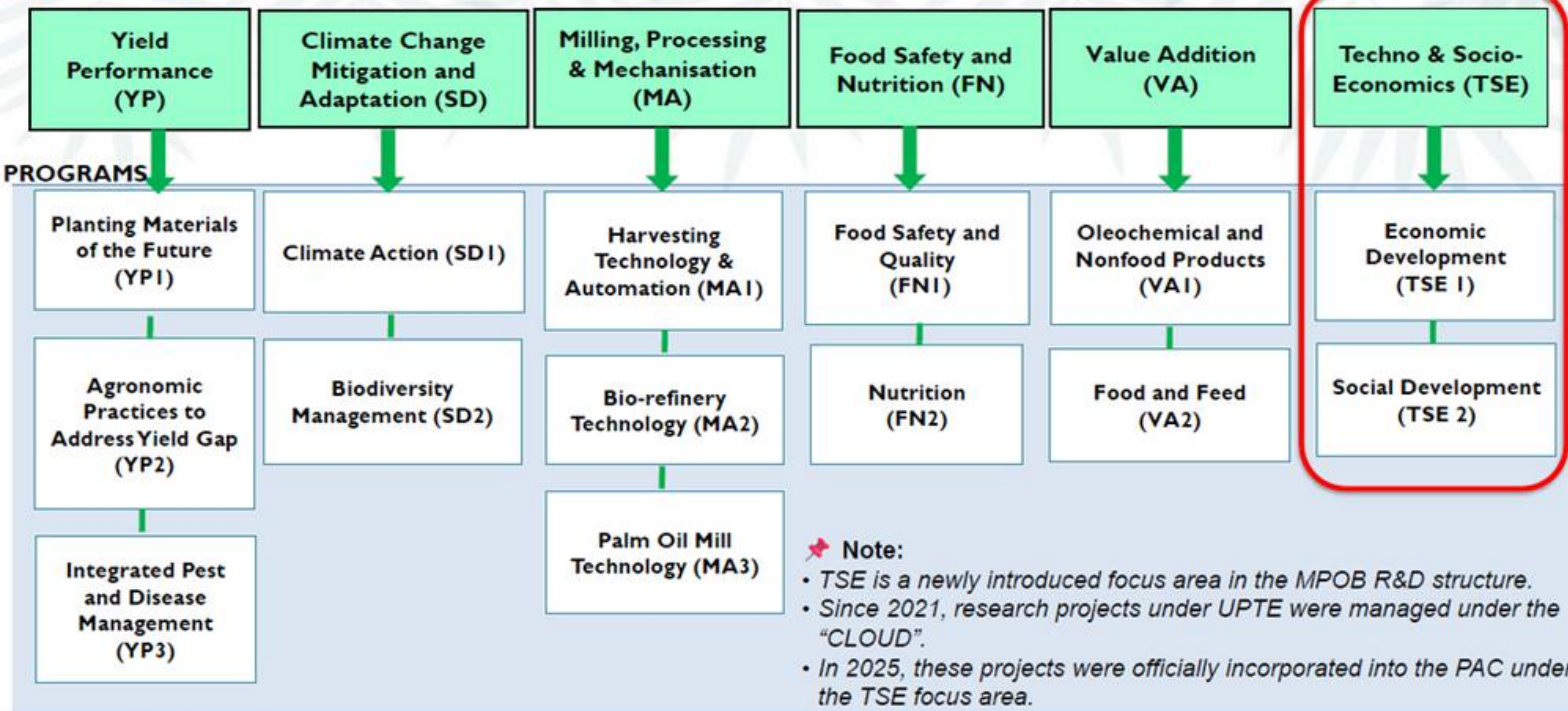 Yield
Performance
(YP)
Climate Change
Mitigation and
Adaptation (SD)
Milling, Processing
& Mechanisation
(MA)
Food Safety and
Nutrition (FN)
Value Addition
(VA)
Techno & Socio-
Economics (TSE)
PROGRAMS
Planting Materials
of the Future
(YP1)
Agronomic
Practices to
Address Yield Gap
(YP2)
Integrated Pest
and Disease
Management
(YP3)
Climate Action (SD1)
Biodiversity
Management (SD2)
Harvesting
Technology &
Automation (MA1)
Bio-refinery
Technology (MA2)
Palm Oil Mill
Technology (MA3)
Food Safety and
Quality
(FN1)
Nutrition
(FN2)
Oleochemical and
Nonfood Products
(VA1)
Food and Feed
(VA2)
Economic
Development
(TSE 1)
Social Development
(TSE 2)
📌 Note:
• TSE is a newly introduced focus area in the MPOB R&D structure.
• Since 2021, research projects under UPTE were managed under the
“CLOUD”.
• In 2025, these projects were officially incorporated into the PAC under
the TSE focus area.